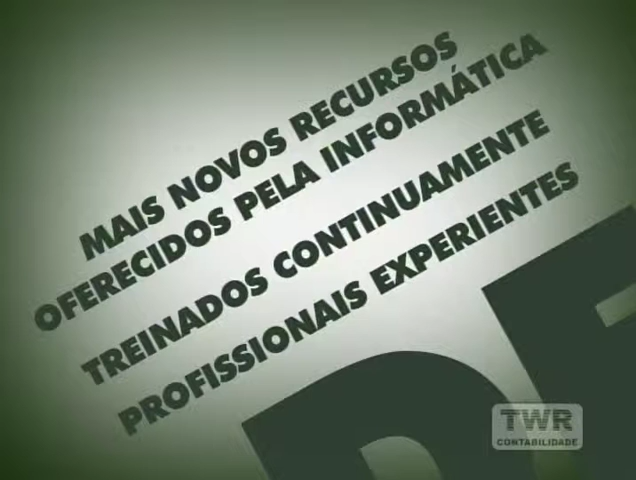 MAIS NOVOS RECURSOS
OFERECIDOS PELA INFORMÁTICA
TREINADOS CONTINUAMENTE
PROFISSIONAIS EXPERIENTES
TWR
CONTABILIDADE